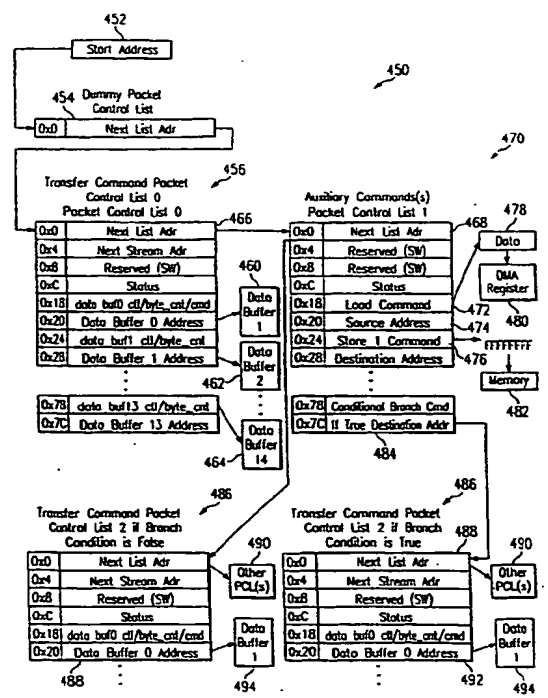 452
Start Address
450
454
Dummy Packet
Control List
0x0 Next List Adr
470
Transfer Command Packet
Control List 0
Packet Control List 0
456
466
0x0 Next List Adr
0x4 Next Stream Adr
0x8 Reserved (SW)
0xC Status
0x18 data buf0 ctl/byte_cnt/cmd
0x20 Data Buffer 0 Address
0x24 data buf1 ctl/byte_cnt
0x28 Data Buffer 1 Address
0x78 data buf13 ctl/byte_cnt
0x7C Data Buffer 13 Address
460
Data
Buffer
1
462
Data
Buffer
2
464
Data
Buffer
14
Auxiliary Commands(s)
Packet Control List 1
468
0x0 Next List Adr
0x4 Reserved (SW)
0x8 Reserved (SW)
0xC Status
0x18 Load Command
0x20 Source Address
0x24 Store 1 Command
0x28 Destination Address
0x78 Conditional Branch Cmd
0x7C If True Destination Addr
484
478
Data
DMA
Register
472
480
474
476
Memory
482
486
Transfer Command Packet
Control List 2 if Branch
Condition is False
488
0x0 Next List Adr
0x4 Next Stream Adr
0x8 Reserved (SW)
0xC Status
0x18 data buf0 ctl/byte_cnt/cmd
0x20 Data Buffer 0 Address
488
490
Other
PCL(s)
Data
Buffer
1
494
486
Transfer Command Packet
Control List 2 if Branch
Condition is True
488
0x0 Next List Adr
0x4 Next Stream Adr
0x8 Reserved (SW)
0xC Status
0x18 data buf0 ctl/byte_cnt/cmd
0x20 Data Buffer 0 Address
492
490
Other
PCL(s)
Data
Buffer
1
494